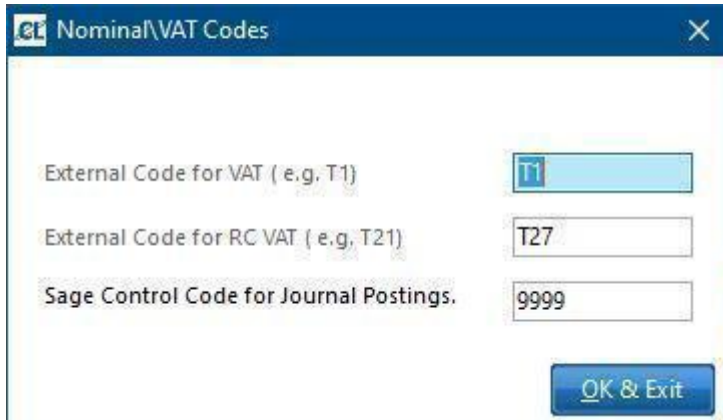 Nominal\VAT Codes
External Code for VAT ( e.g. T1) T1
External Code for RC VAT ( e.g. T21) T27
Sage Control Code for Journal Postings. 9999
OK & Exit